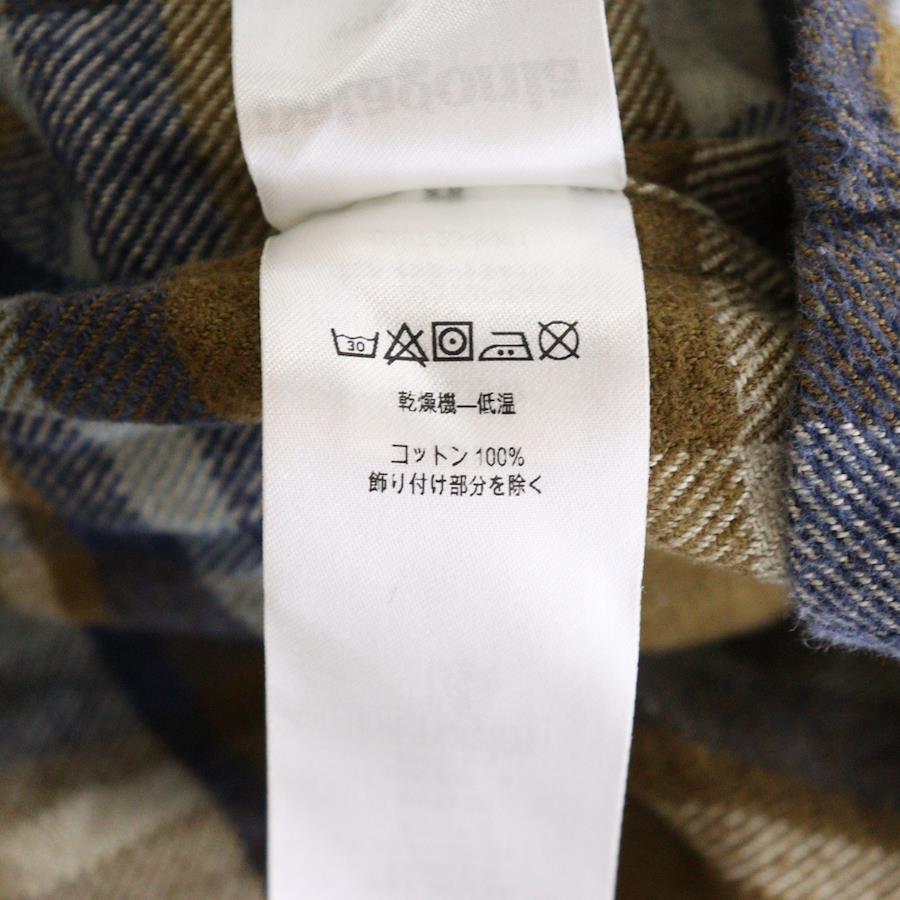 patagonia
30
乾燥機―低温
コットン 100%
飾り付け部分を除く